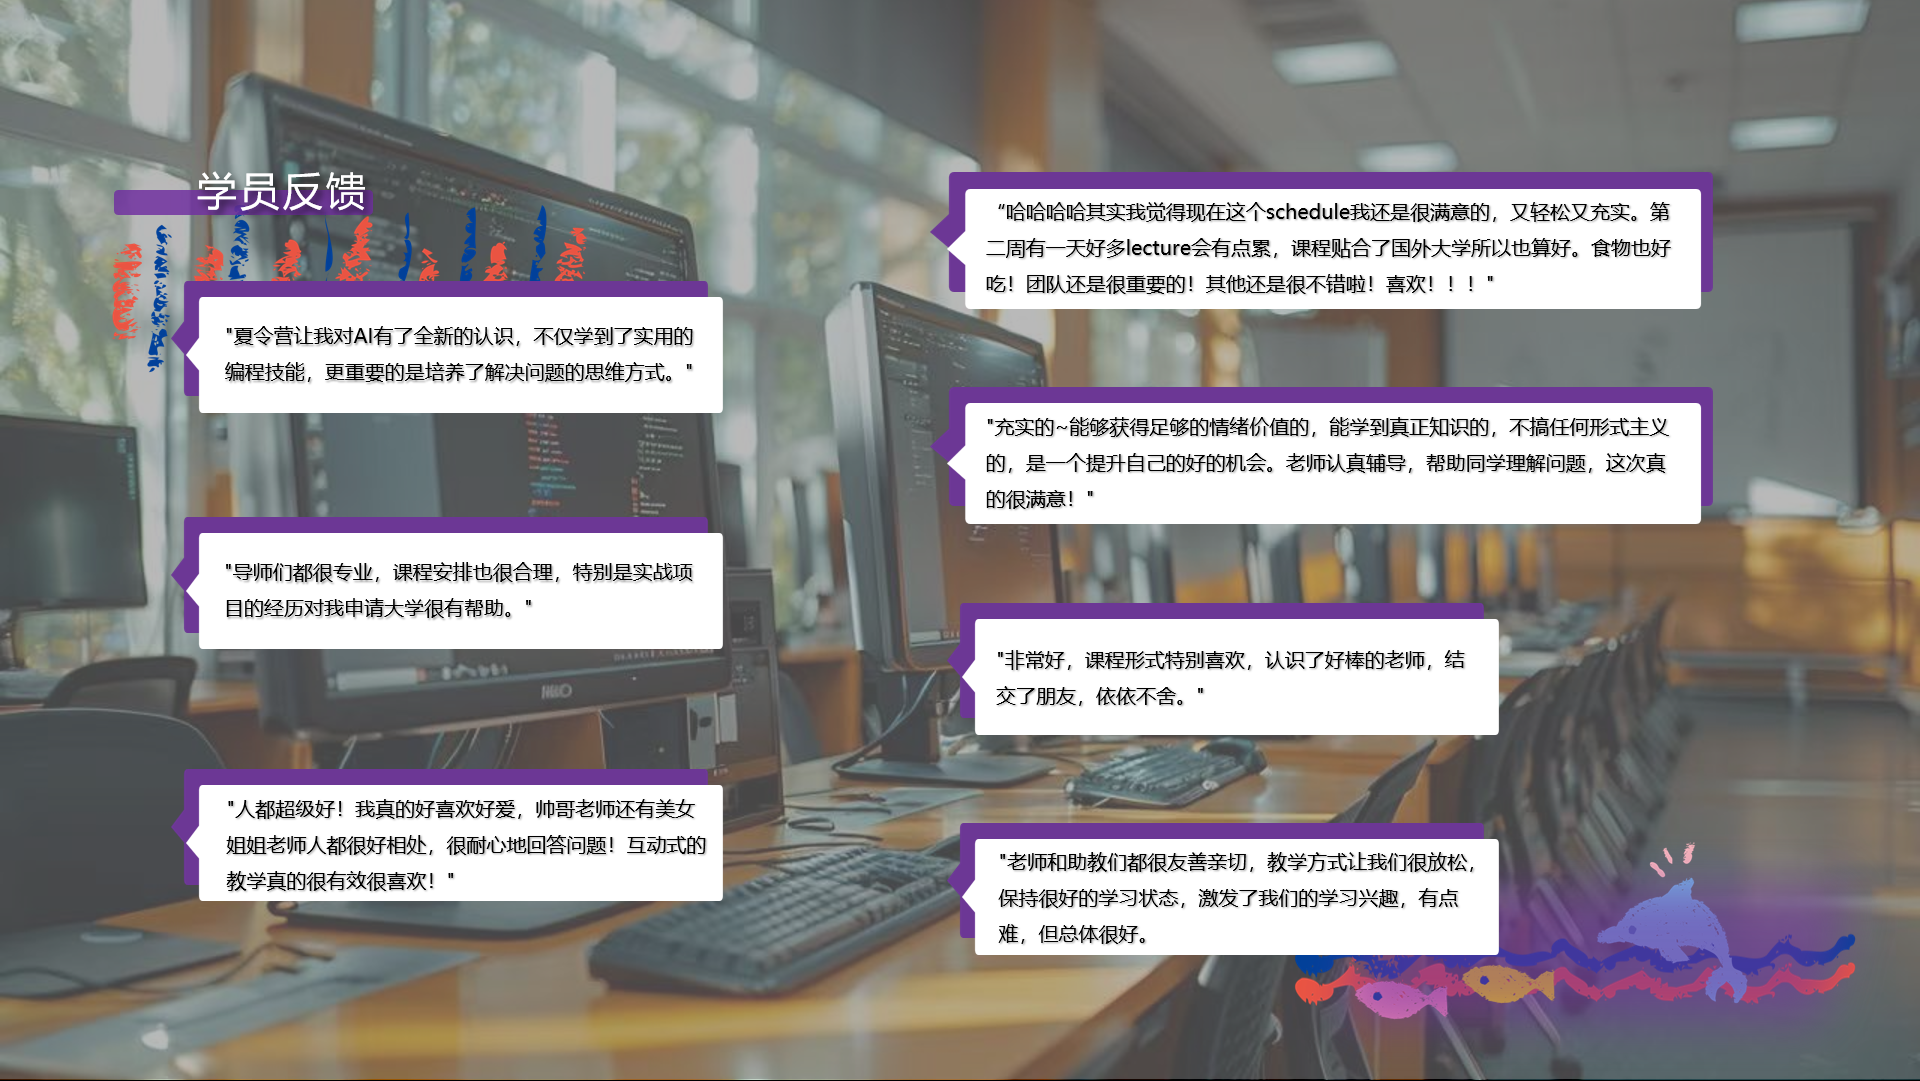 学员反馈
"夏令营让我对AI有了全新的认识，不仅学到了实用的
编程技能，更重要的是培养了解决问题的思维方式。"
"导师们都很专业，课程安排也很合理，特别是实战项
目的经历对我申请大学很有帮助。"
"人都超级好！我真的好喜欢好爱，帅哥老师还有美女
姐姐老师人都很好相处，很耐心地回答问题！互动式的
教学真的很有效很喜欢！"
“哈哈哈哈其实我觉得现在这个schedule我还是很满意的，又轻松又充实。第
二周有一天好多lecture会有点累，课程贴合了国外大学所以也算好。食物也好
吃！团队还是很重要的！其他还是很不错啦！喜欢！！！"
"充实的~能够获得足够的情绪价值的，能学到真正知识的，不搞任何形式主义
的，是一个提升自己的好的机会。老师认真辅导，帮助同学理解问题，这次真
的很满意！"
"非常好，课程形式特别喜欢，认识了好棒的老师，结
交了朋友，依依不舍。"
"老师和助教们都很友善亲切，教学方式让我们很放松，
保持很好的学习状态，激发了我们的学习兴趣，有点
难，但总体很好。